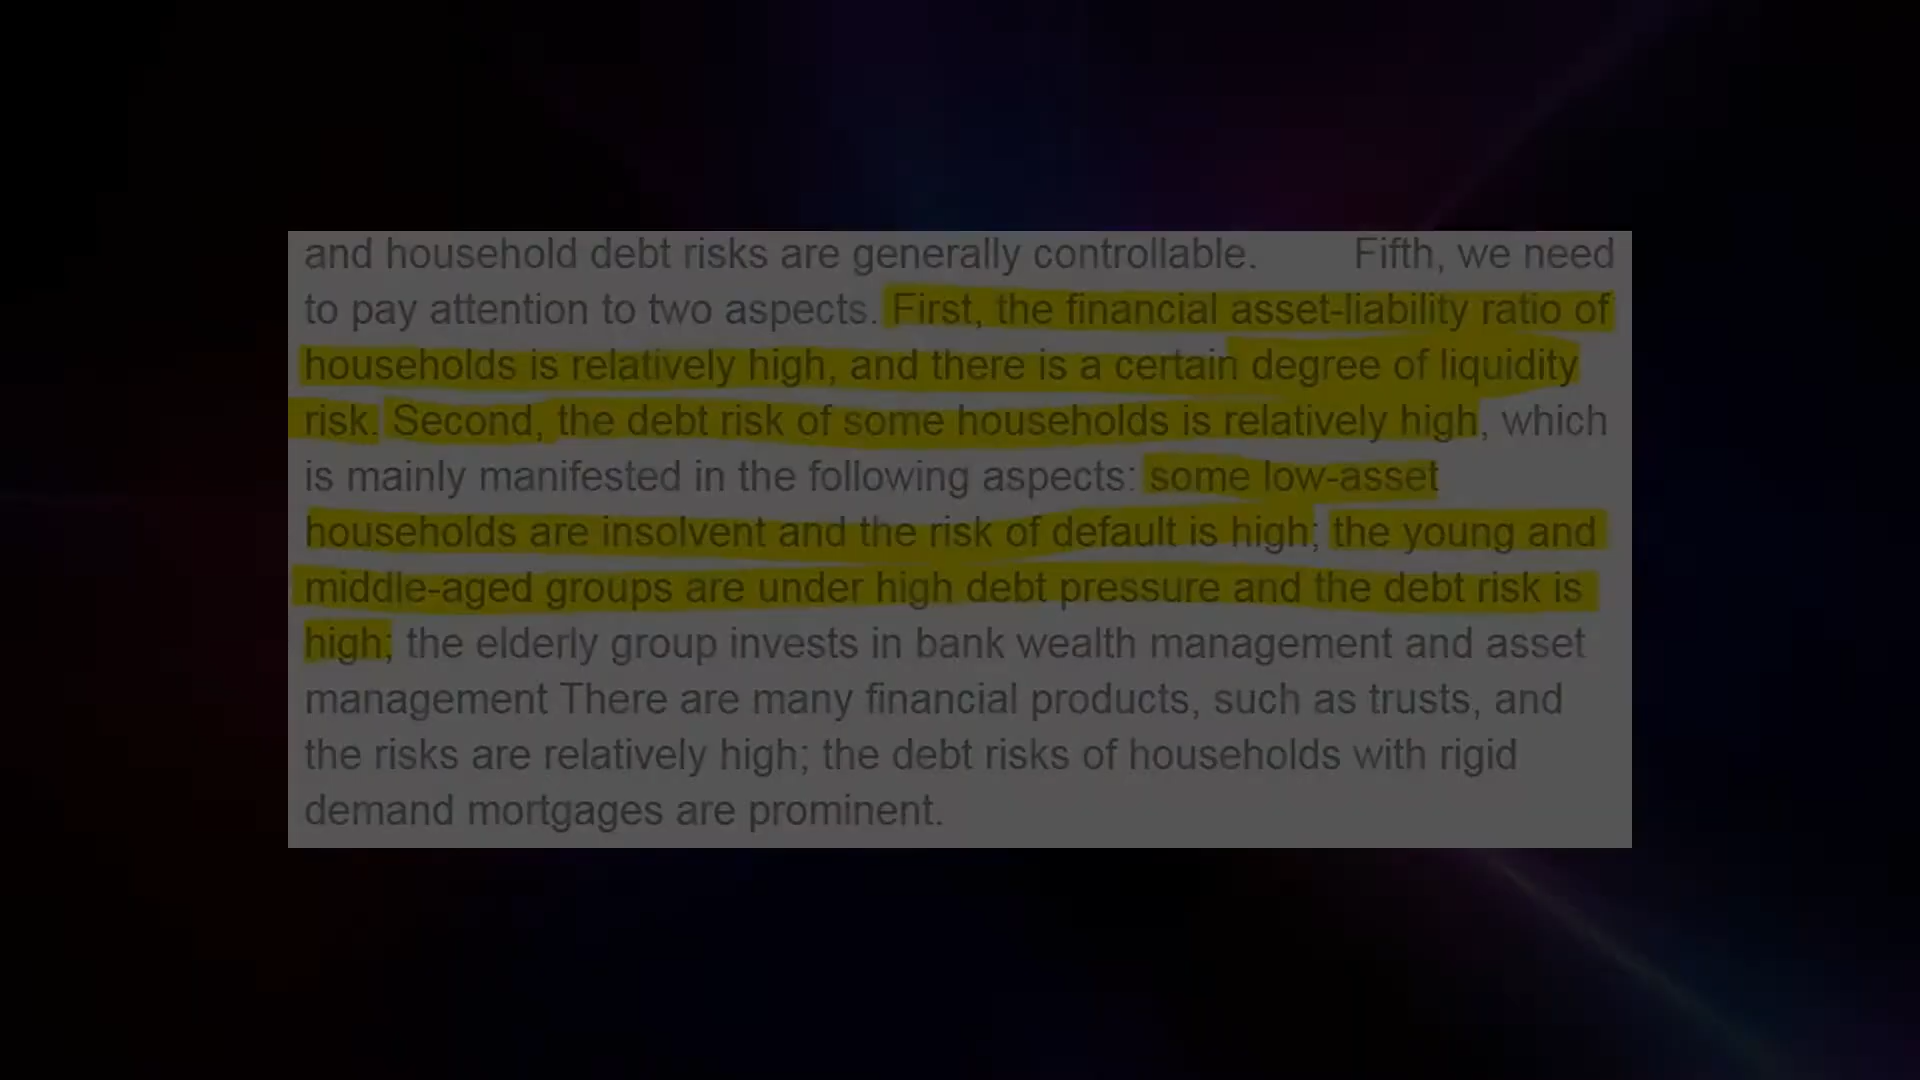 and household debt risks are generally controllable. Fifth, we need
to pay attention to two aspects. First, the financial asset-liability ratio of
households is relatively high, and there is a certain degree of liquidity
risk. Second, the debt risk of some households is relatively high, which
is mainly manifested in the following aspects: some low-asset
households are insolvent and the risk of default is high; the young and
middle-aged groups are under high debt pressure and the debt risk is
high; the elderly group invests in bank wealth management and asset
management There are many financial products, such as trusts, and
the risks are relatively high; the debt risks of households with rigid
demand mortgages are prominent.